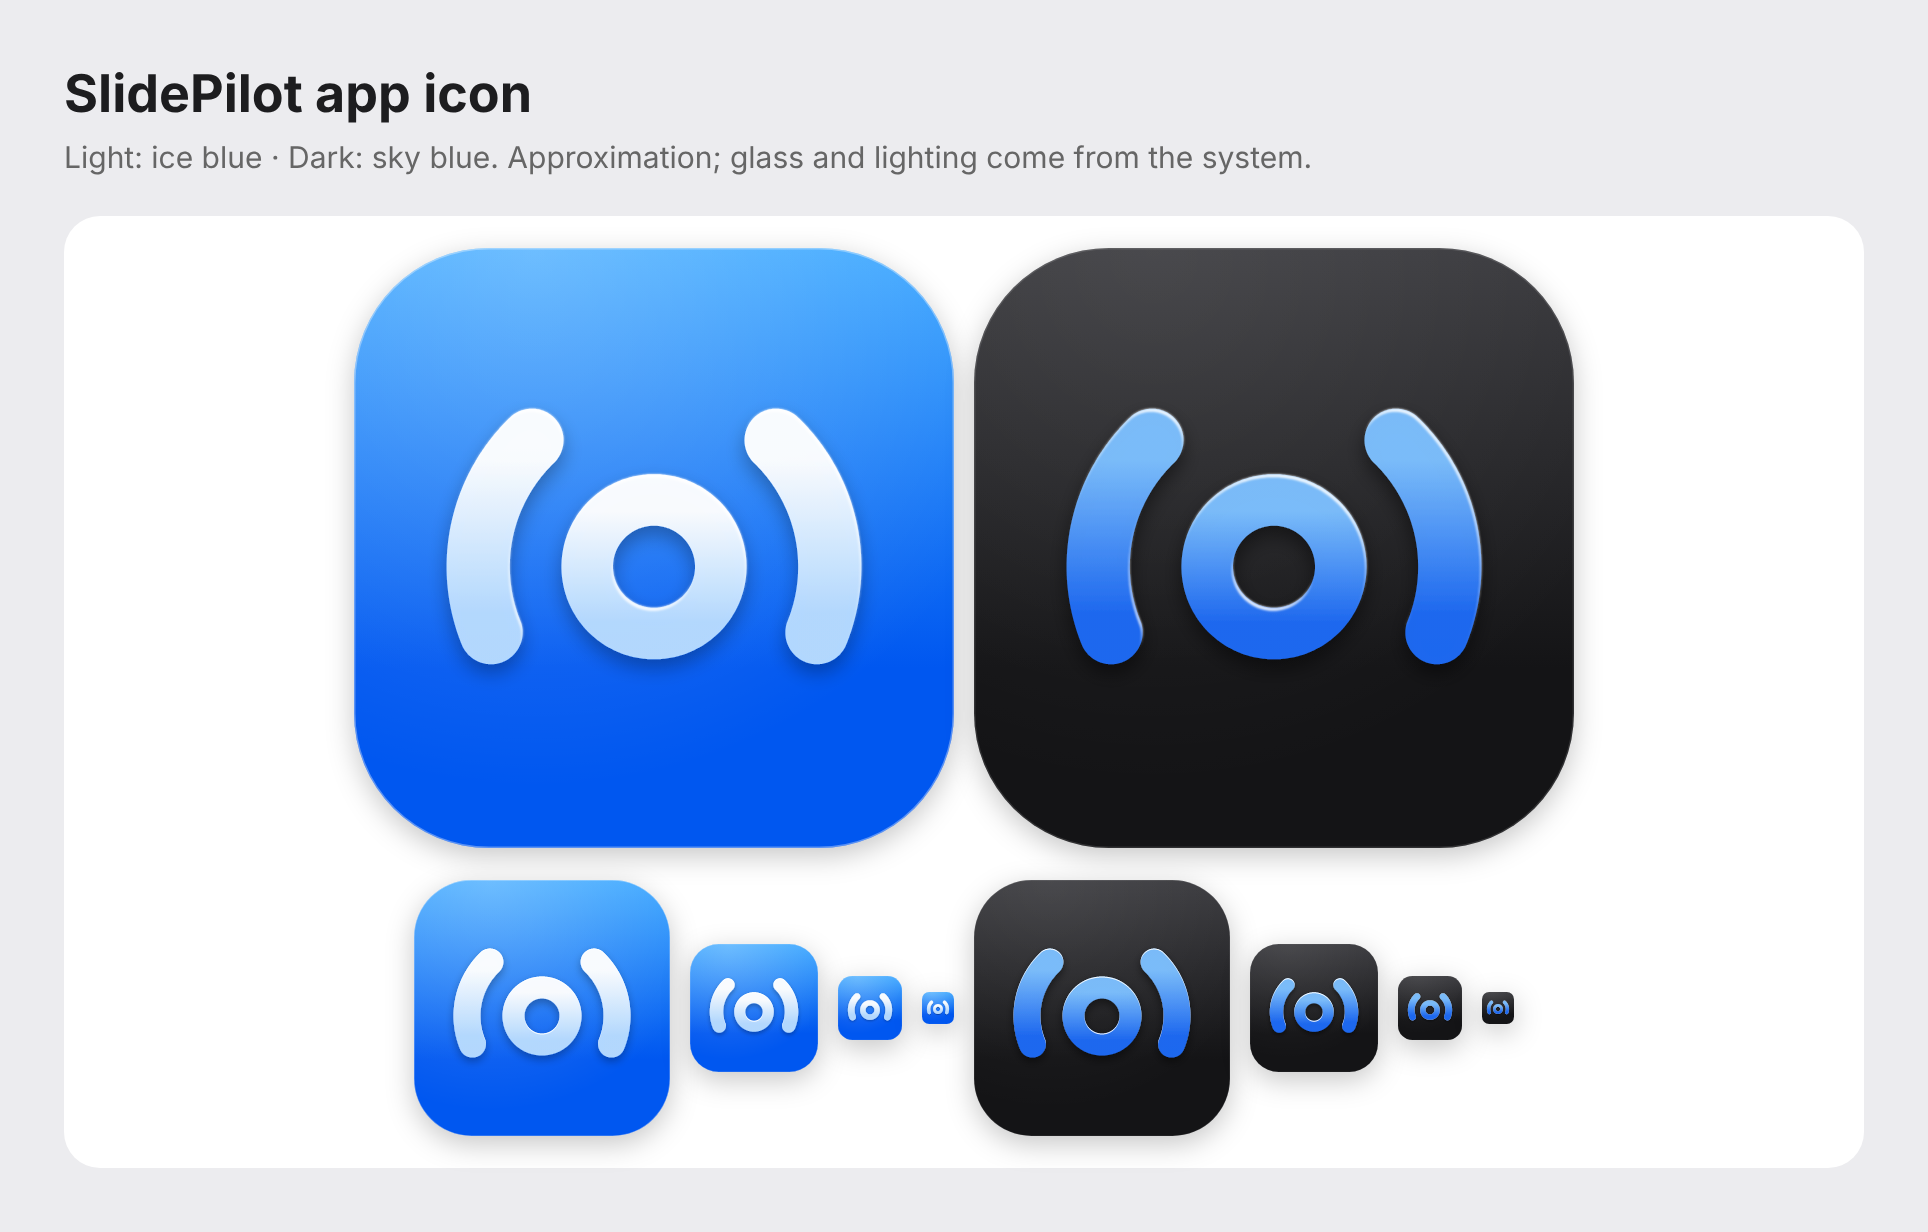 SlidePilot app icon
Light: ice blue · Dark: sky blue. Approximation; glass and lighting come from the system.